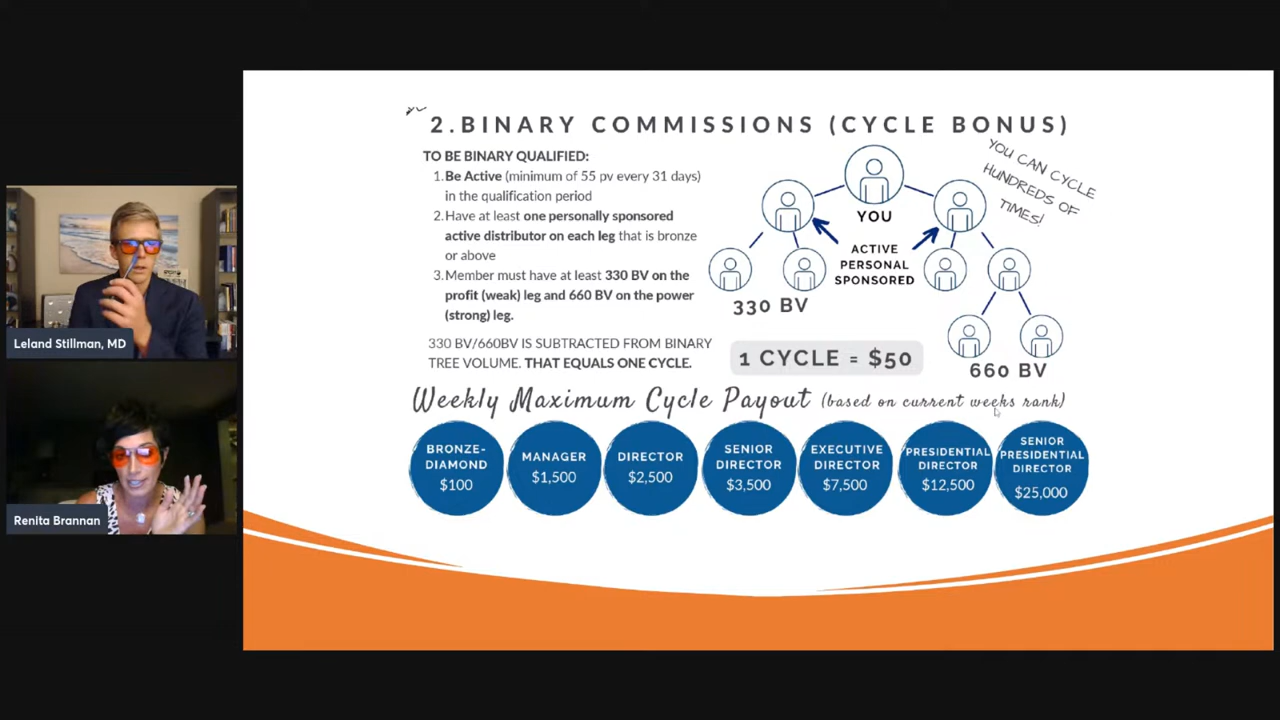 2.BINARY COMMISSIONS (CYCLE BONUS)
TO BE BINARY QUALIFIED:
1.Be Active (minimum of 55 pv every 31 days)
in the qualification period
2.Have at least one personally sponsored
active distributor on each leg that is bronze
or above
3.Member must have at least 330 BV on the
profit (weak) leg and 660 BV on the power
(strong) leg.
330 BV/660BV IS SUBTRACTED FROM BINARY
TREE VOLUME. THAT EQUALS ONE CYCLE.
YOU CAN CYCLE
HUNDREDS OF
TIMES!
YOU
ACTIVE
PERSONAL
SPONSORED
330 BV
660 BV
1 CYCLE = $50
Weekly Maximum Cycle Payout (based on current weeks rank)
BRONZE-
DIAMOND
$100
MANAGER
$1,500
DIRECTOR
$2,500
SENIOR
DIRECTOR
$3,500
EXECUTIVE
DIRECTOR
$7,500
PRESIDENTIAL
DIRECTOR
$12,500
SENIOR
PRESIDENTIAL
DIRECTOR
$25,000
Leland Stillman, MD
Renita Brannan